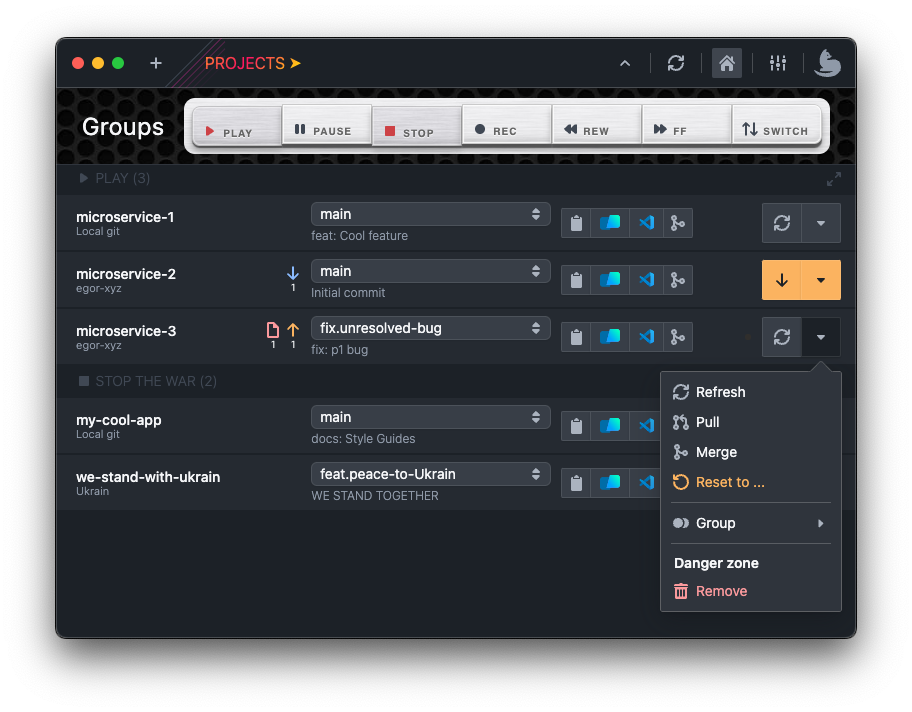 PROJECTS
Groups
PLAY
PAUSE
STOP
REC
REW
FF
SWITCH
PLAY (3)
microservice-1
Local git
main
feat: Cool feature
microservice-2
egor-xyz
1
main
Initial commit
microservice-3
egor-xyz
1 1
fix.unresolved-bug
fix: p1 bug
STOP THE WAR (2)
my-cool-app
Local git
main
docs: Style Guides
we-stand-with-ukrain
Ukrain
feat.peace-to-Ukrain
WE STAND TOGETHER
Refresh
Pull
Merge
Reset to ...
Group
Danger zone
Remove